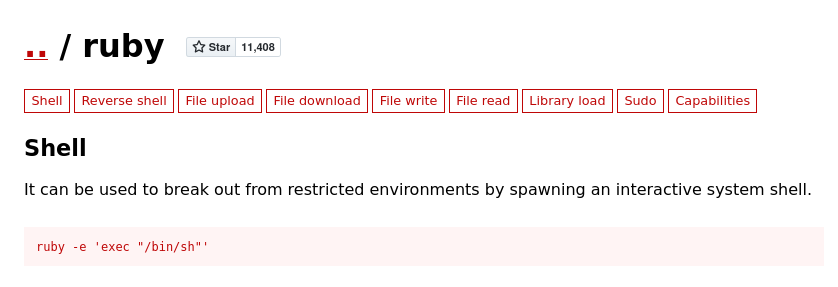 .. / ruby Star 11,408
Shell Reverse shell File upload File download File write File read Library load Sudo Capabilities
Shell
It can be used to break out from restricted environments by spawning an interactive system shell.
ruby -e 'exec "/bin/sh"'